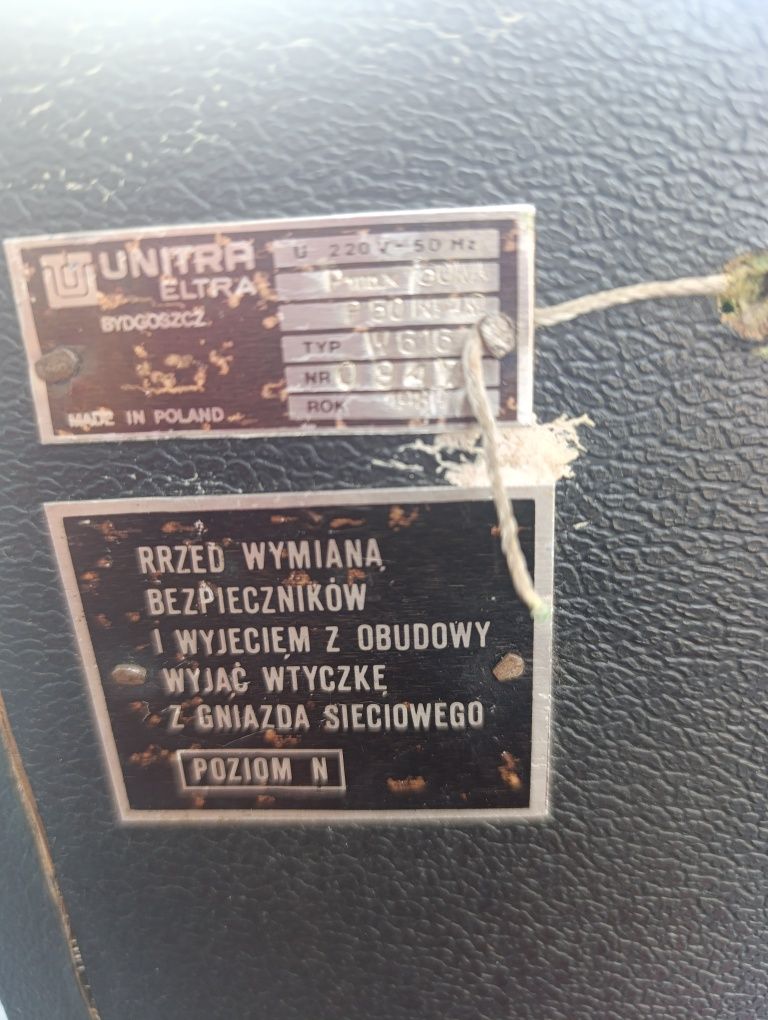 UNITRA
ELTRA
BYDGOSZCZ
MADE IN POLAND
U 220 V~50 Hz
TYP
NR
ROK
RRZED WYMIANĄ
BEZPIECZNIKÓW
I WYJĘCIEM Z OBUDOWY
WYJĄĆ WTYCZKĘ
Z GNIAZDA SIECIOWEGO
POZIOM N